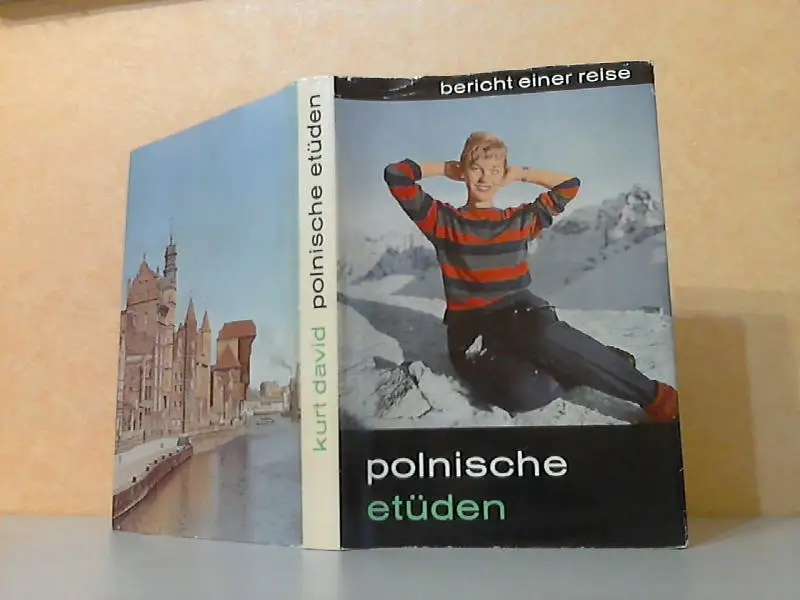 kurt david polnische etüden
bericht einer reise
polnische
etüden